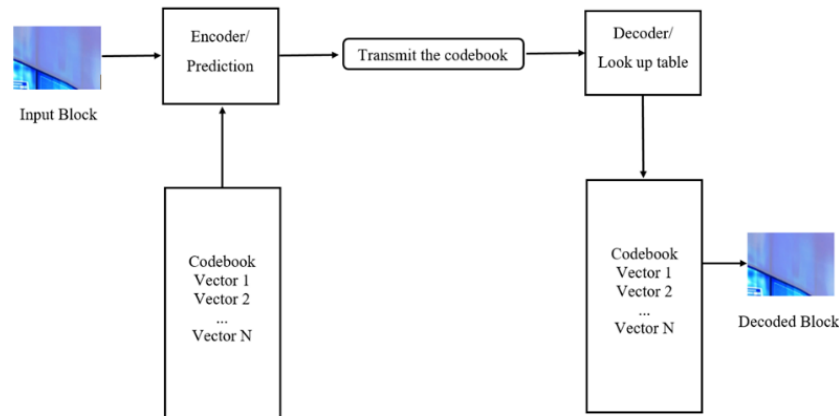 Input Block
Encoder/
Prediction
Transmit the codebook
Decoder/
Look up table
Codebook
Vector 1
Vector 2
...
Vector N
Codebook
Vector 1
Vector 2
...
Vector N
Decoded Block